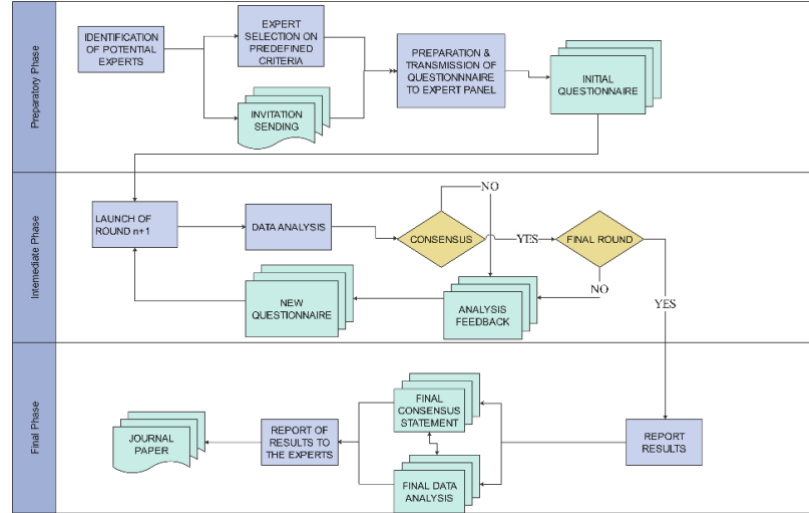 Preparatory Phase
IDENTIFICATION
OF POTENTIAL
EXPERTS
EXPERT
SELECTION ON
PREDEFINED
CRITERIA
INVITATION
SENDING
PREPARATION &
TRANSMISSION OF
QUESTIONNNAIRE
TO EXPERT PANEL
INITIAL
QUESTIONNAIRE
Intemediate Phase
LAUNCH OF
ROUND n+1
DATA ANALYSIS
CONSENSUS
NO
YES
FINAL ROUND
NO
YES
ANALYSIS
FEEDBACK
NEW
QUESTIONNAIRE
Final Phase
JOURNAL
PAPER
REPORT OF
RESULTS TO
THE EXPERTS
FINAL
CONSENSUS
STATEMENT
FINAL DATA
ANALYSIS
REPORT
RESULTS